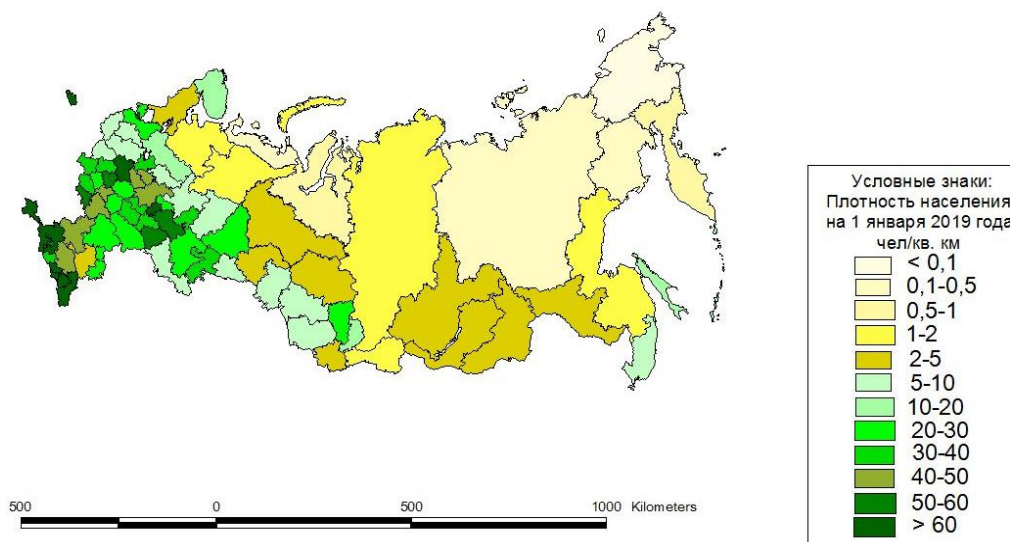 Условные знаки:
Плотность населения
на 1 января 2019 года
чел/кв. км
< 0,1
0,1-0,5
0,5-1
1-2
2-5
5-10
10-20
20-30
30-40
40-50
50-60
> 60
500 0 500 1000 Kilometers